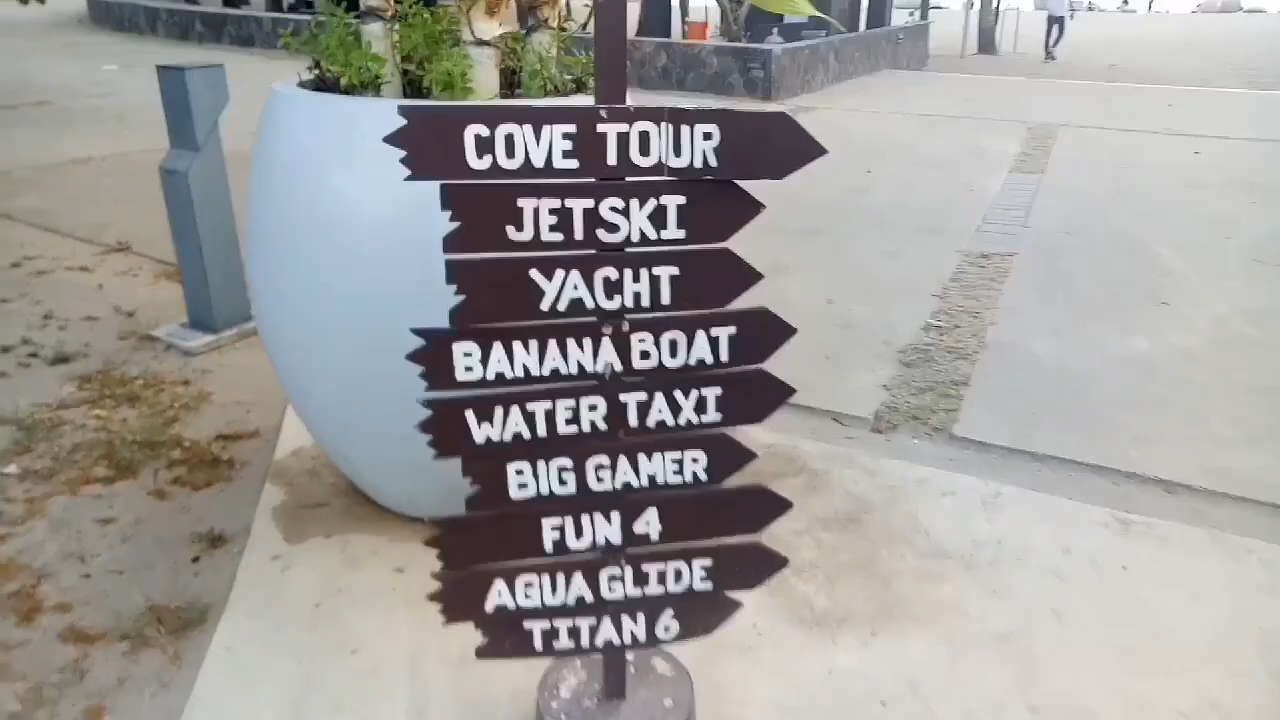 COVE TOUR
JETSKI
YACHT
BANANA BOAT
WATER TAXI
BIG GAMER
FUN 4
AQUA GLIDE
TITAN 6